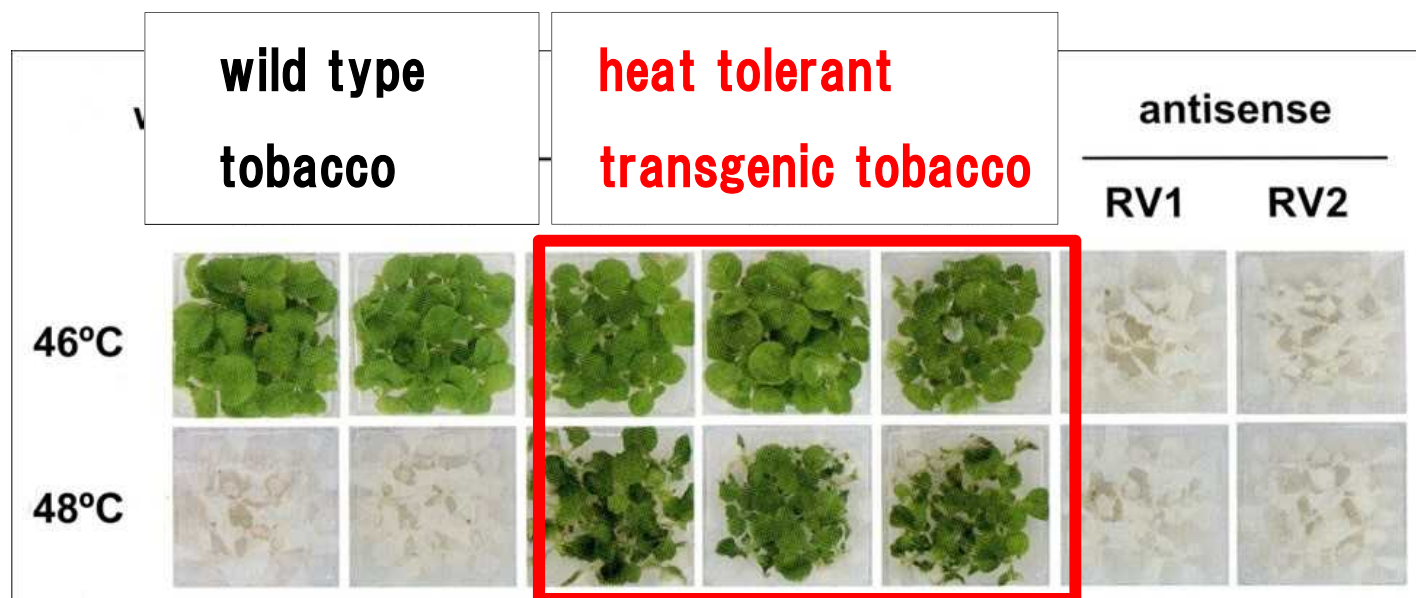 wild type
tobacco
heat tolerant
transgenic tobacco
antisense
RV1 RV2
46ºC
48ºC